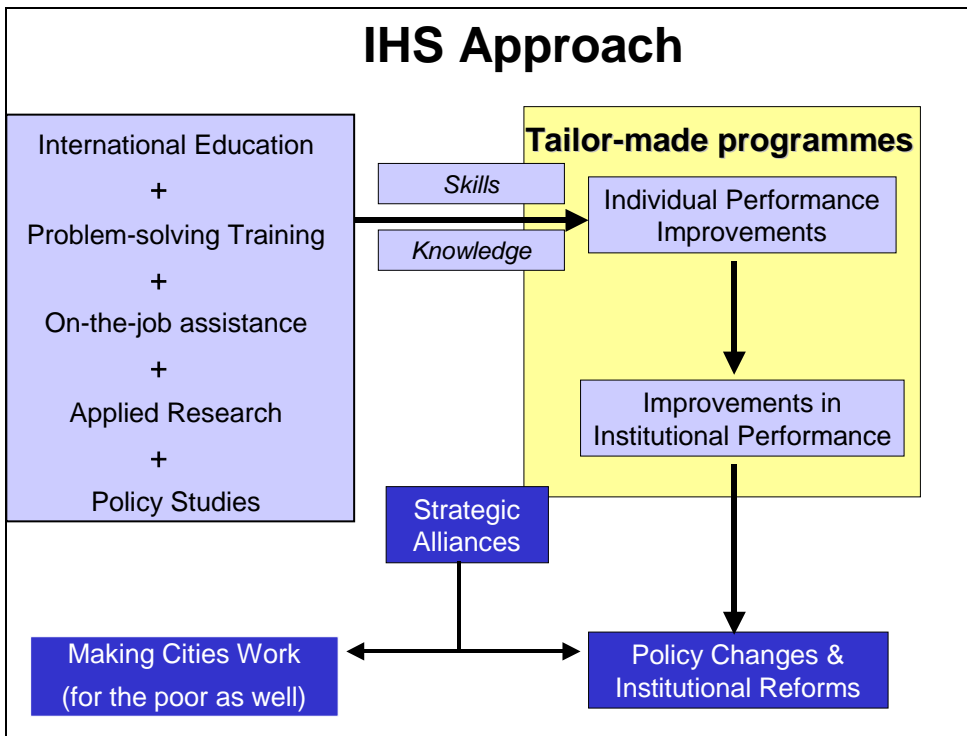 IHS Approach
International Education
+
Problem-solving Training
+
On-the-job assistance
+
Applied Research
+
Policy Studies
Skills
Knowledge
Tailor-made programmes
Individual Performance
Improvements
Improvements in
Institutional Performance
Strategic
Alliances
Making Cities Work
(for the poor as well)
Policy Changes &
Institutional Reforms